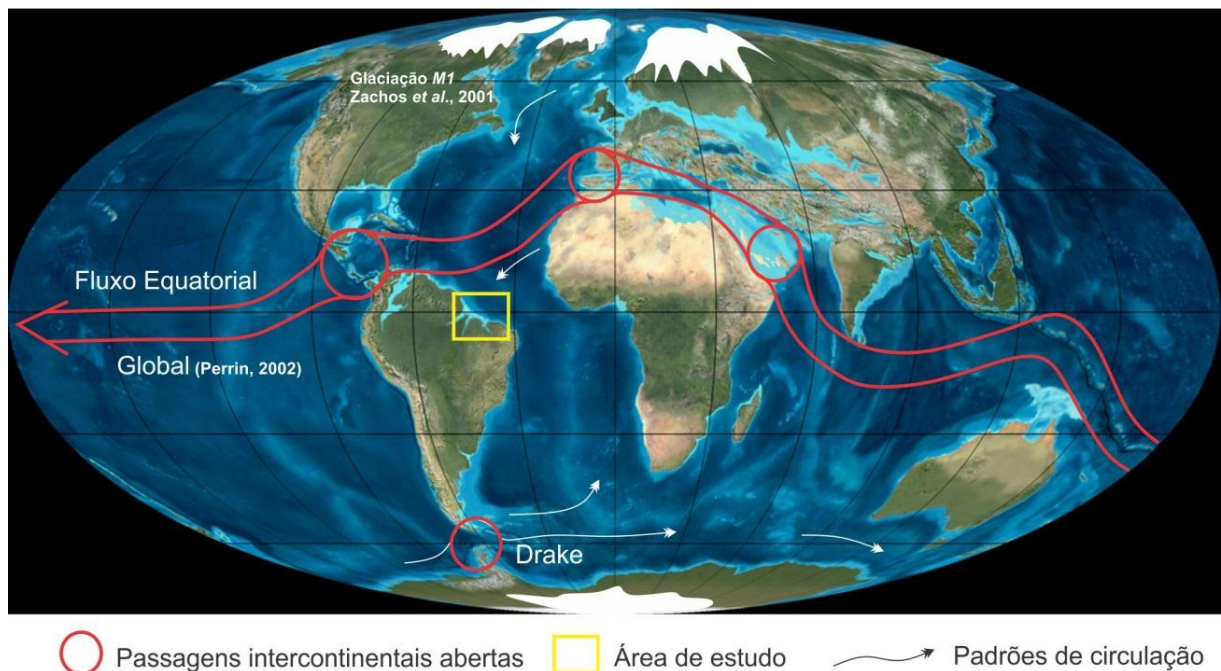 Glaciação M1
Zachos et al., 2001
Fluxo Equatorial
Global (Perrin, 2002)
Drake
Passagens intercontinentais abertas
Área de estudo
Padrões de circulação